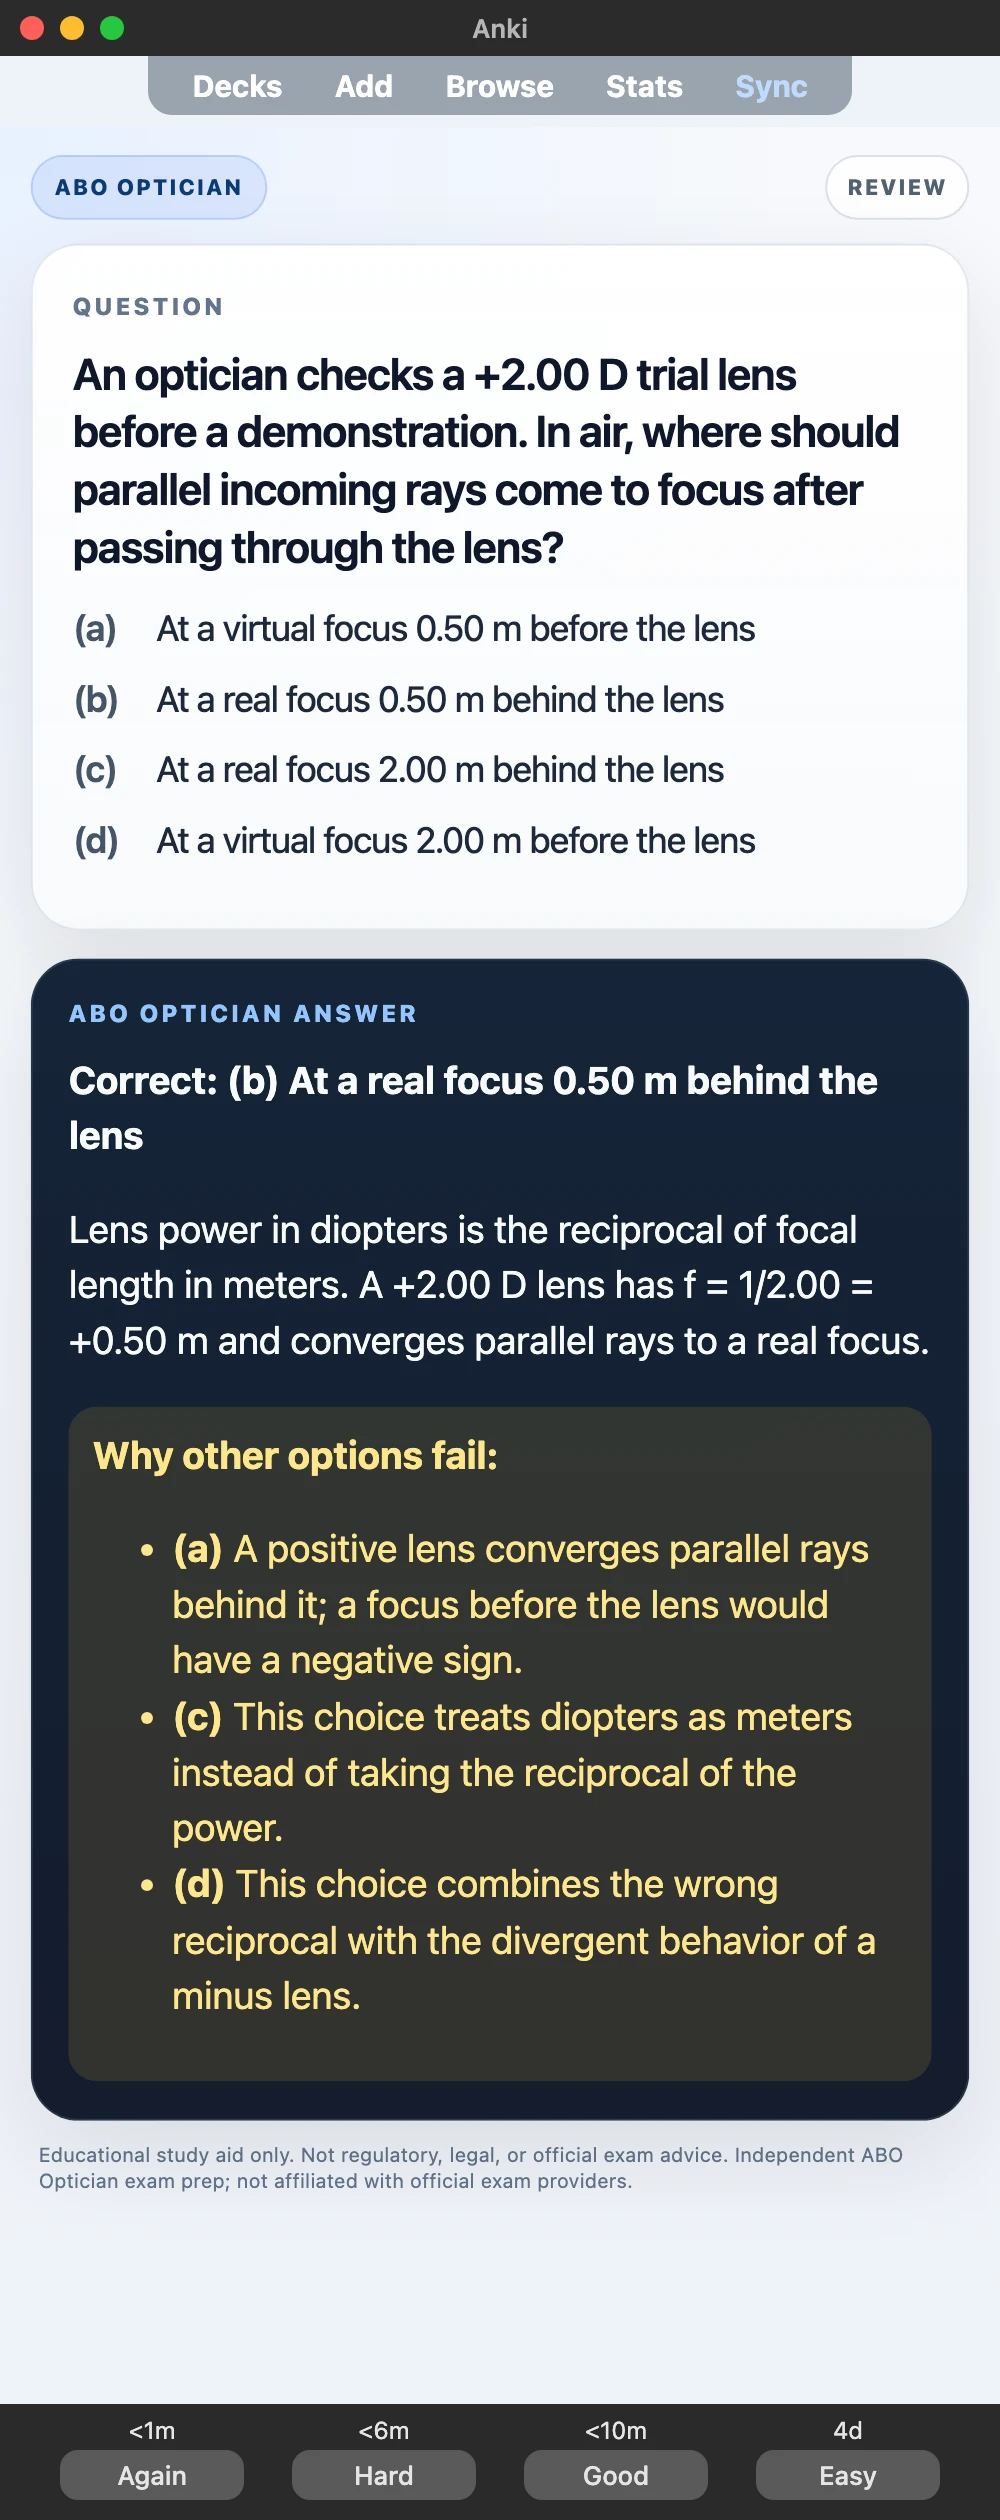 Anki
Decks Add Browse Stats Sync
ABO OPTICIAN REVIEW
QUESTION
An optician checks a +2.00 D trial lens
before a demonstration. In air, where should
parallel incoming rays come to focus after
passing through the lens?
(a) At a virtual focus 0.50 m before the lens
(b) At a real focus 0.50 m behind the lens
(c) At a real focus 2.00 m behind the lens
(d) At a virtual focus 2.00 m before the lens
ABO OPTICIAN ANSWER
Correct: (b) At a real focus 0.50 m behind the
lens
Lens power in diopters is the reciprocal of focal
length in meters. A +2.00 D lens has f = 1/2.00 =
+0.50 m and converges parallel rays to a real focus.
Why other options fail:
• (a) A positive lens converges parallel rays
behind it; a focus before the lens would
have a negative sign.
• (c) This choice treats diopters as meters
instead of taking the reciprocal of the
power.
• (d) This choice combines the wrong
reciprocal with the divergent behavior of a
minus lens.
Educational study aid only. Not regulatory, legal, or official exam advice. Independent ABO
Optician exam prep; not affiliated with official exam providers.
<1m <6m <10m 4d
Again Hard Good Easy